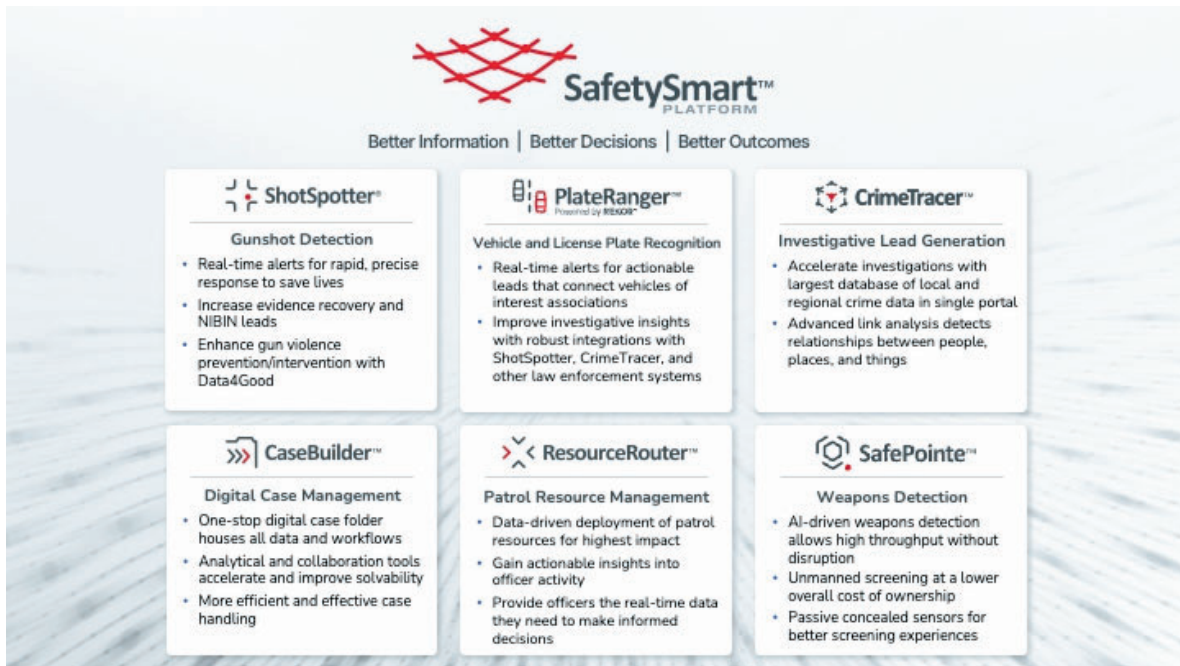 SafetySmart™
PLATFORM
Better Information | Better Decisions | Better Outcomes
ShotSpotter®
Gunshot Detection
• Real-time alerts for rapid, precise
response to save lives
• Increase evidence recovery and
NIBIN leads
• Enhance gun violence
prevention/intervention with
Data4Good
PlateRanger™
Powered by REKOR™
Vehicle and License Plate Recognition
• Real-time alerts for actionable
leads that connect vehicles of
interest associations
• Improve investigative insights
with robust integrations with
ShotSpotter, CrimeTracer, and
other law enforcement systems
CrimeTracer™
Investigative Lead Generation
• Accelerate investigations with
largest database of local and
regional crime data in single portal
• Advanced link analysis detects
relationships between people,
places, and things
CaseBuilder™
Digital Case Management
• One-stop digital case folder
houses all data and workflows
• Analytical and collaboration tools
accelerate and improve solvability
• More efficient and effective case
handling
ResourceRouter™
Patrol Resource Management
• Data-driven deployment of patrol
resources for highest impact
• Gain actionable insights into
officer activity
• Provide officers the real-time data
they need to make informed
decisions
SafePointe™
Weapons Detection
• AI-driven weapons detection
allows high throughput without
disruption
• Unmanned screening at a lower
overall cost of ownership
• Passive concealed sensors for
better screening experiences